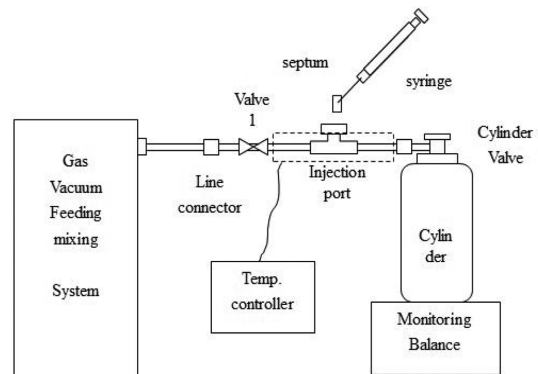 septum
syringe
Valve
1
Cylinder
Valve
Gas
Vacuum
Feeding
mixing
System
Line
connector
Injection
port
Cylin
der
Temp.
controller
Monitoring
Balance